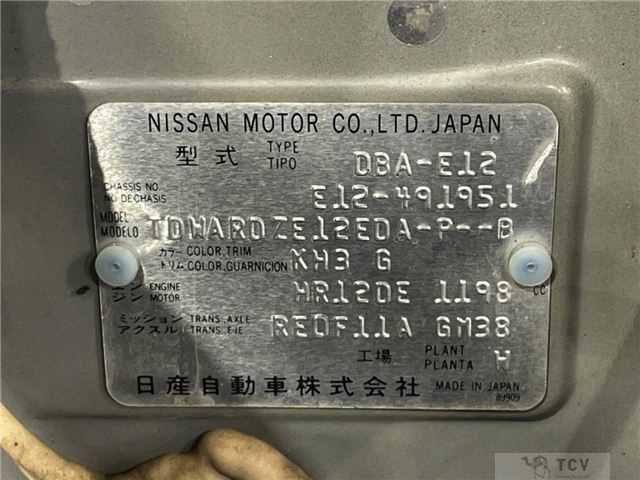 NISSAN MOTOR CO.,LTD. JAPAN
型式 TYPE TIPO DBA-E12
CHASSIS NO. NO DECHASIS E12-491951
MODEL MODELO TDWARDZE12EDA-P--B
カラー COLOR,TRIM
トリム COLOR,GUARNICION KH3 G
エンジン ENGINE MOTOR HR12DE 1198 CC
ミッション TRANS. AXLE
アクスル TRANS. EJE RE0F11A GM38
工場 PLANT PLANTA H
日産自動車株式会社 MADE IN JAPAN
89909
TCV